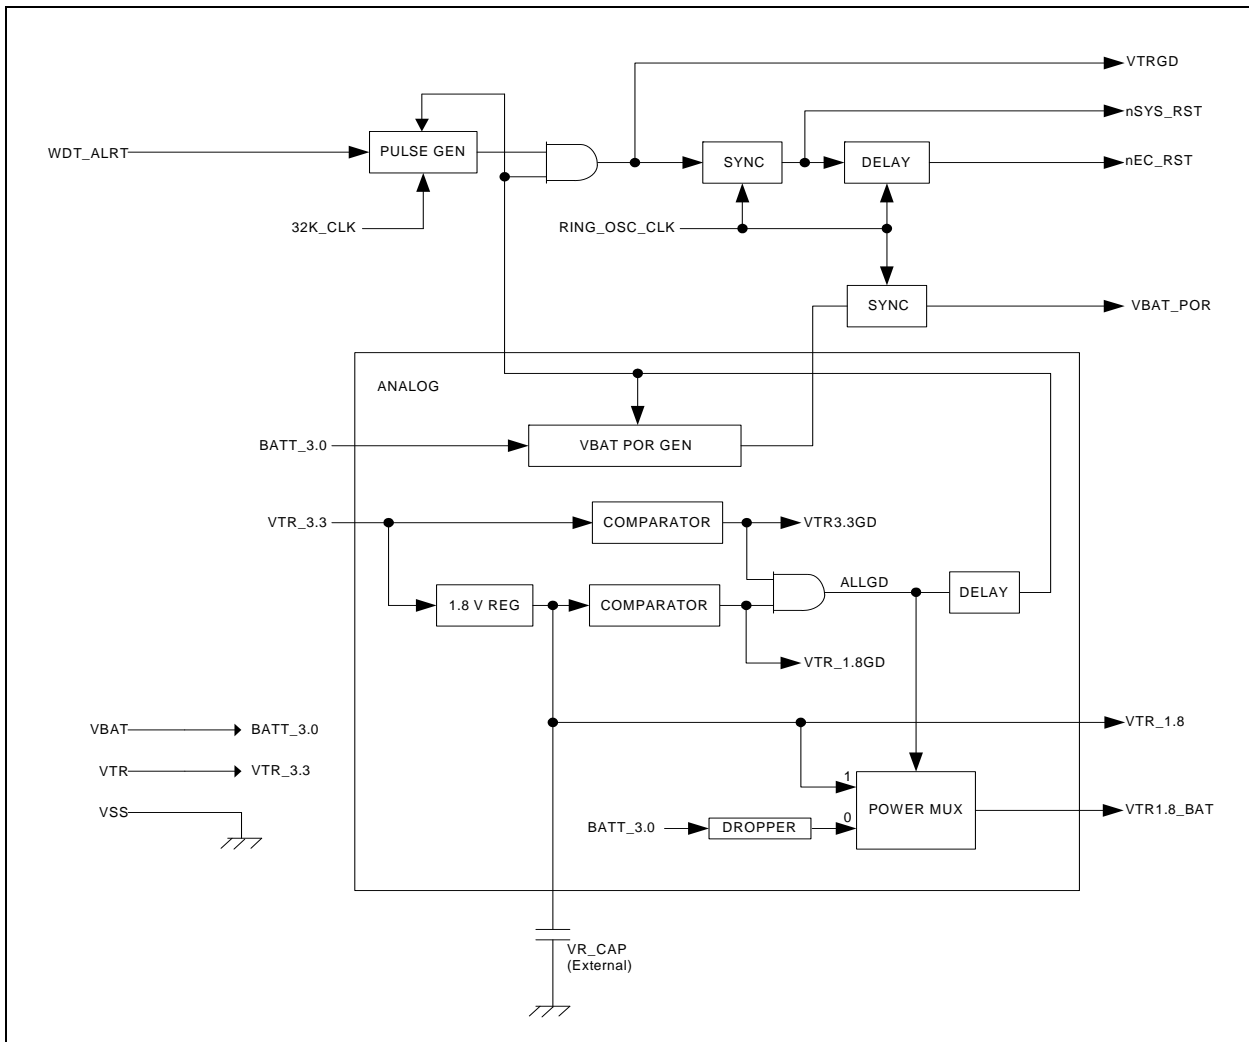 VTRGD
nSYS_RST
WDT_ALRT
PULSE GEN
SYNC
DELAY
nEC_RST
32K_CLK
RING_OSC_CLK
SYNC
VBAT_POR
ANALOG
BATT_3.0
VBAT POR GEN
VTR_3.3
COMPARATOR
VTR3.3GD
1.8 V REG
COMPARATOR
ALLGD
DELAY
VTR_1.8GD
VBAT
BATT_3.0
VTR_1.8
VTR
VTR_3.3
1
POWER MUX
VTR1.8_BAT
VSS
BATT_3.0
DROPPER
0
VR_CAP
(External)